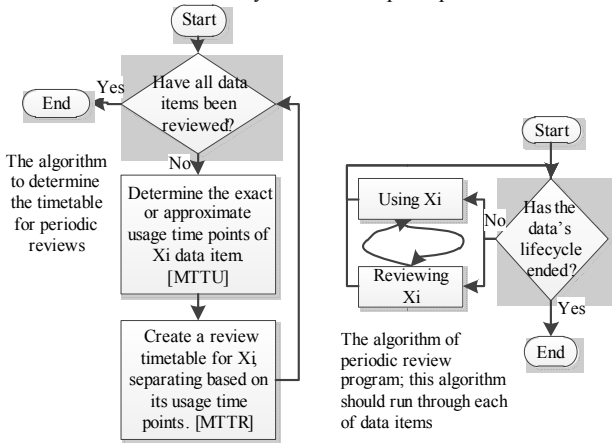 Start
Have all data
items been
reviewed?
Yes
End
No
The algorithm
to determine
the timetable
for periodic
reviews
Determine the exact
or approximate
usage time points of
Xi data item.
[MTTU]
Create a review
timetable for Xi,
separating based on
its usage time
points. [MTTR]
Start
Has the
data's
lifecycle
ended?
No
Using Xi
Reviewing
Xi
Yes
End
The algorithm of
periodic review
program; this algorithm
should run through each
of data items